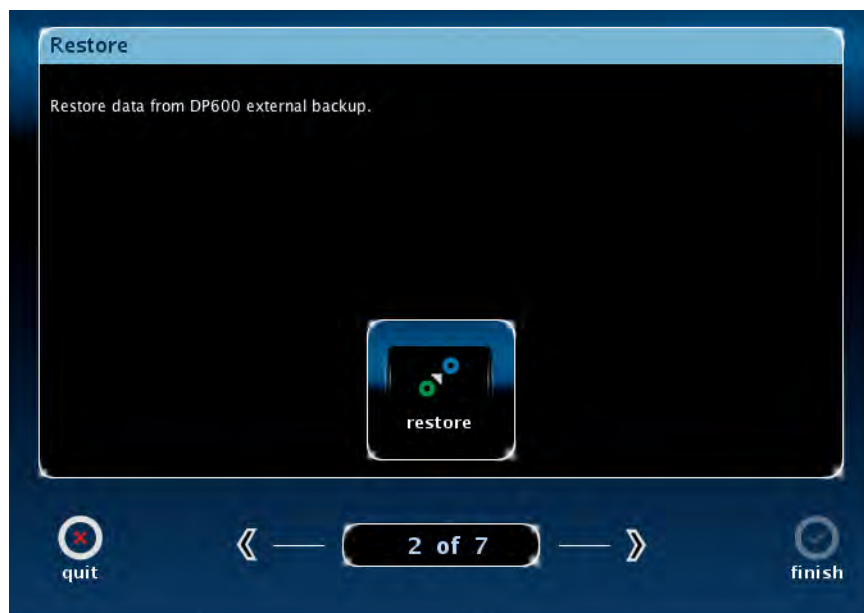 Restore
Restore data from DP600 external backup.
restore
2 of 7
quit
finish